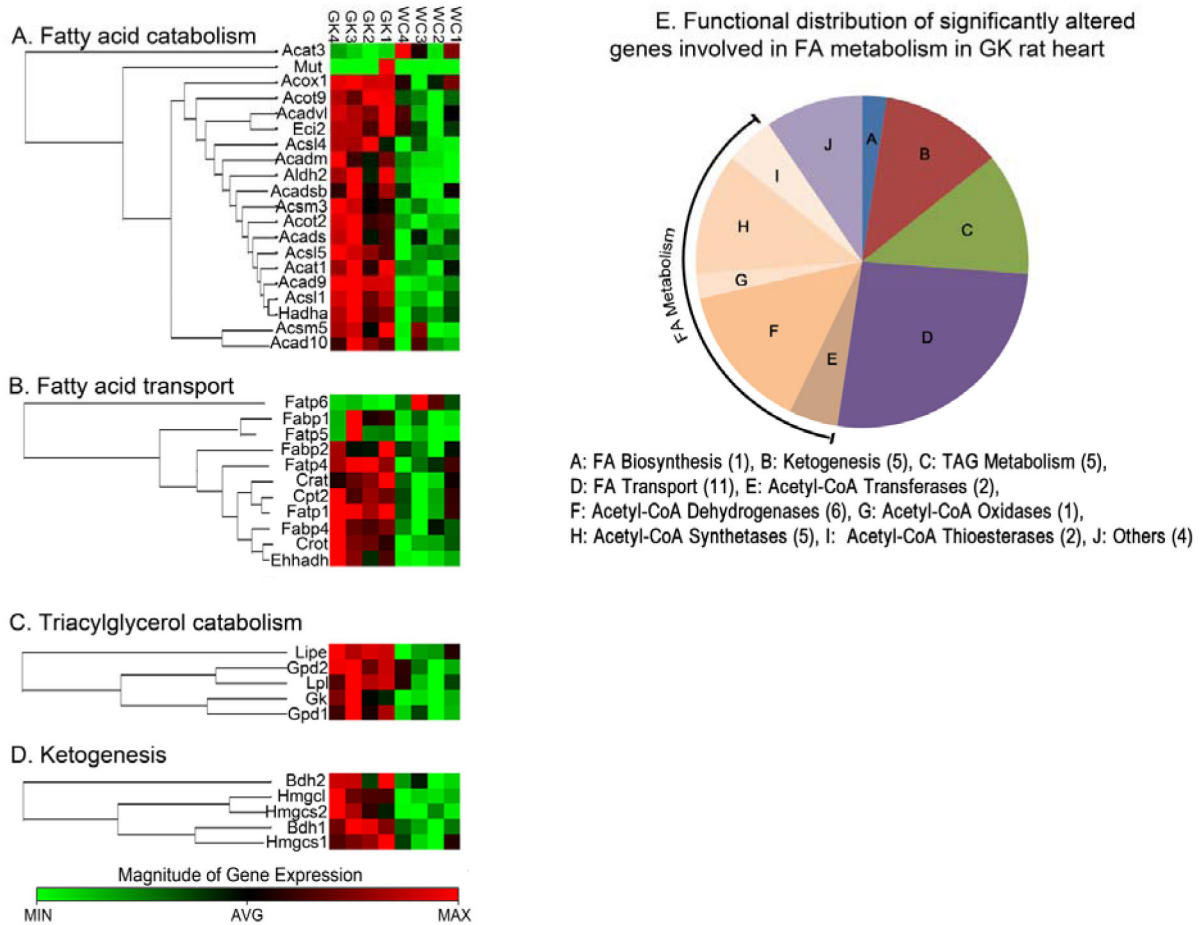 A. Fatty acid catabolism
GK4 GK3 GK2 GK1 WC4 WC3 WC2 WC1
Acat3
Mut
Acox1
Acot9
Acadvl
Eci2
Acsl4
Acadm
Aldh2
Acadsb
Acsm3
Acot2
Acads
Acsl5
Acat1
Acad9
Acsl1
Hadha
Acsm5
Acad10
B. Fatty acid transport
Fatp6
Fabp1
Fatp5
Fabp2
Fatp4
Crat
Cpt2
Fatp1
Fabp4
Crot
Ehhadh
C. Triacylglycerol catabolism
Lipe
Gpd2
Lpl
Gk
Gpd1
D. Ketogenesis
Bdh2
Hmgcl
Hmgcs2
Bdh1
Hmgcs1
Magnitude of Gene Expression
MIN AVG MAX
E. Functional distribution of significantly altered
genes involved in FA metabolism in GK rat heart
A
B
C
D
E
F
G
H
I
J
FA Metabolism
A: FA Biosynthesis (1), B: Ketogenesis (5), C: TAG Metabolism (5),
D: FA Transport (11), E: Acetyl-CoA Transferases (2),
F: Acetyl-CoA Dehydrogenases (6), G: Acetyl-CoA Oxidases (1),
H: Acetyl-CoA Synthetases (5), I: Acetyl-CoA Thioesterases (2), J: Others (4)